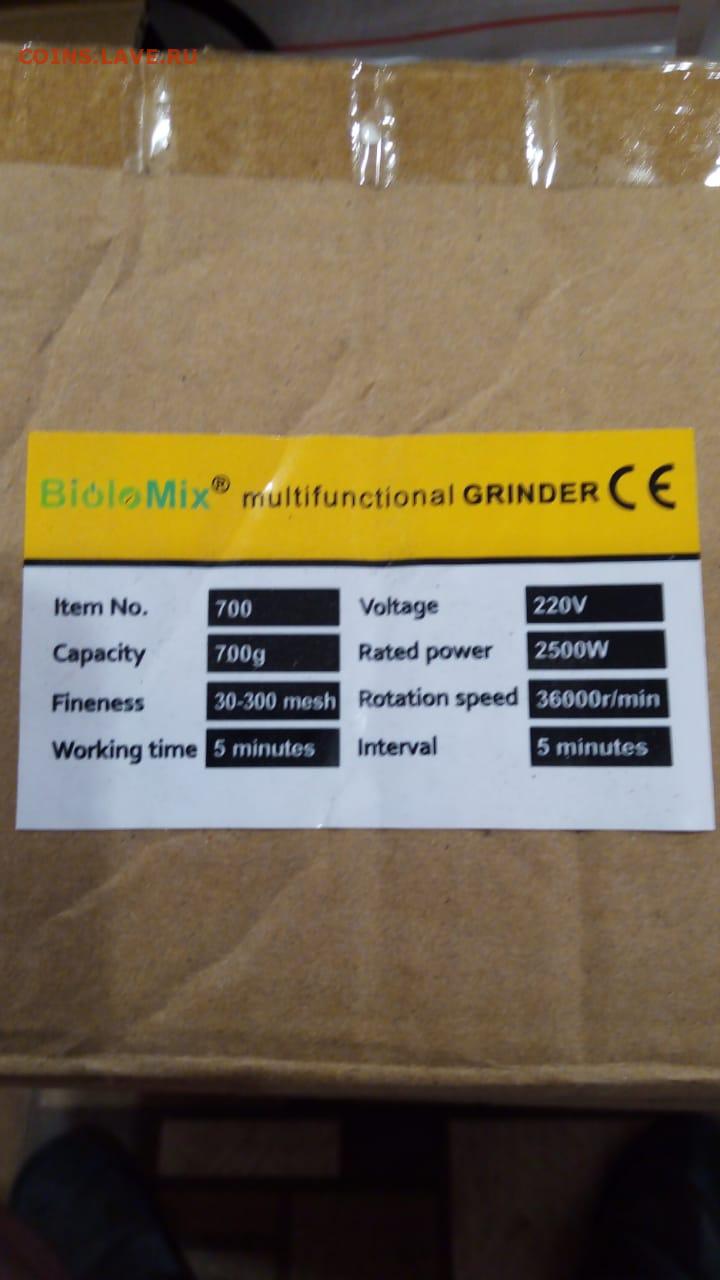 COINS.LAVE.RU
BioloMix® multifunctional GRINDER CE
Item No. 700 Voltage 220V
Capacity 700g Rated power 2500W
Fineness 30-300 mesh Rotation speed 36000r/min
Working time 5 minutes Interval 5 minutes